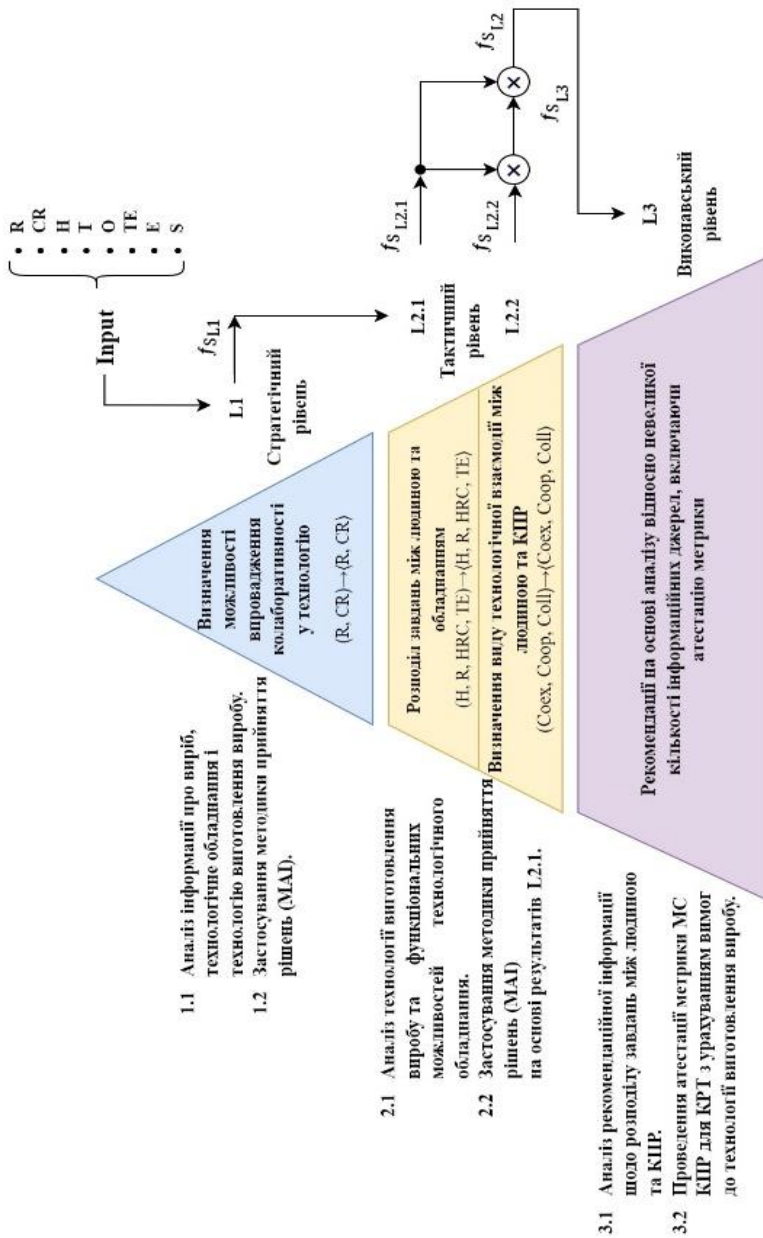 1.1 Аналіз інформації про виріб,
технологічне обладнання і
технологію виготовлення виробу.
1.2 Застосування методики прийняття
рішень (МАІ).
Визначення
можливості
впровадження
колаборативності
у технологію
(R, CR)→⟨R, CR⟩
Input
• R
• CR
• H
• T
• O
• TE
• E
• S
L1
fS L1
Стратегічний
рівень
2.1 Аналіз технології виготовлення
виробу та функціональних
можливостей технологічного
обладнання.
2.2 Застосування методики прийняття
рішень (МАІ)
на основі результатів L2.1.
Розподіл завдань між людиною та
обладнанням
(H, R, HRC, TE)→⟨H, R, HRC, TE⟩
Визначення виду технологічної взаємодії між
людиною та КПР
(Coex, Coop, Coll)→⟨Coex, Coop, Coll⟩
L2.1
Тактичний
рівень
L2.2
fS L2.1
fS L2.2
fS L2
fS L3
3.1 Аналіз рекомендаційної інформації
щодо розподілу завдань між людиною
та КПР.
3.2 Проведення атестації метрики МС
КПР для КРТ з урахуванням вимог
до технології виготовлення виробу.
Рекомендації на основі аналізу відносно невеликої
кількості інформаційних джерел, включаючи
атестацію метрики
L3
Виконавський
рівень